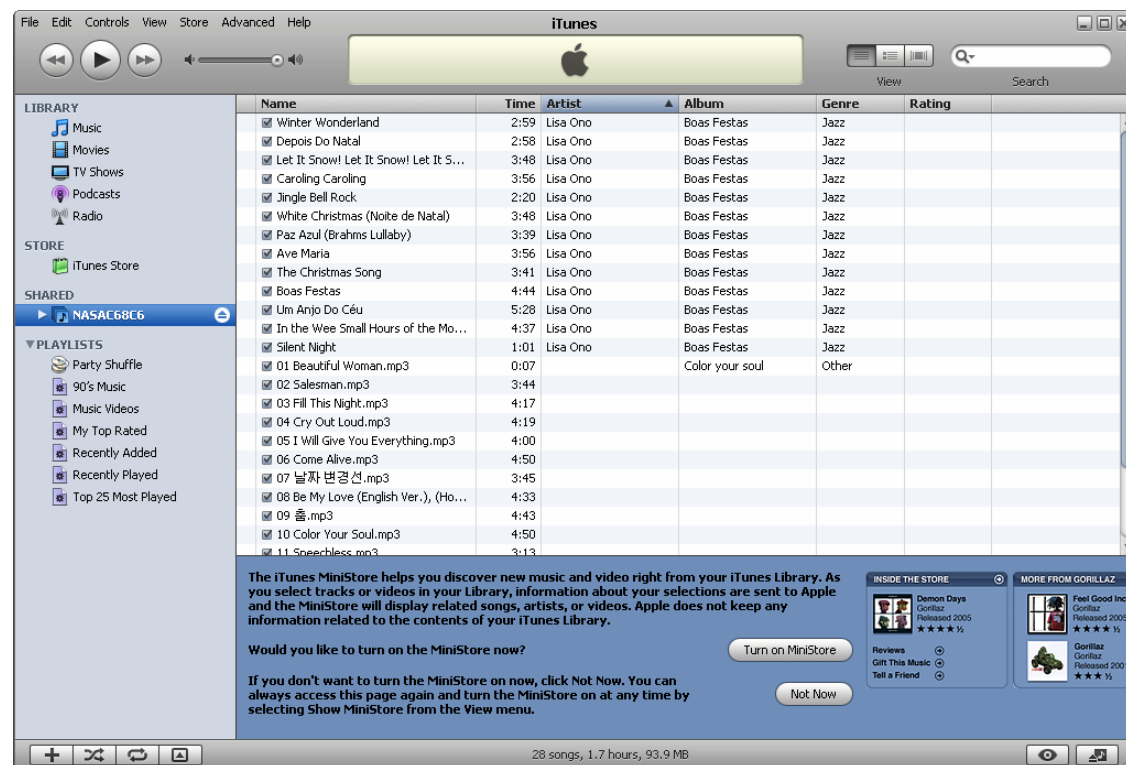 File Edit Controls View Store Advanced Help
iTunes
View
Search
LIBRARY
Music
Movies
TV Shows
Podcasts
Radio
STORE
iTunes Store
SHARED
NASAC68C6
PLAYLISTS
Party Shuffle
90's Music
Music Videos
My Top Rated
Recently Added
Recently Played
Top 25 Most Played
Name Time Artist Album Genre Rating
Winter Wonderland 2:59 Lisa Ono Boas Festas Jazz
Depois Do Natal 2:58 Lisa Ono Boas Festas Jazz
Let It Snow! Let It Snow! Let It S... 3:48 Lisa Ono Boas Festas Jazz
Caroling Caroling 3:56 Lisa Ono Boas Festas Jazz
Jingle Bell Rock 2:20 Lisa Ono Boas Festas Jazz
White Christmas (Noite de Natal) 3:48 Lisa Ono Boas Festas Jazz
Paz Azul (Brahms Lullaby) 3:39 Lisa Ono Boas Festas Jazz
Ave Maria 3:56 Lisa Ono Boas Festas Jazz
The Christmas Song 3:41 Lisa Ono Boas Festas Jazz
Boas Festas 4:44 Lisa Ono Boas Festas Jazz
Um Anjo Do Céu 5:28 Lisa Ono Boas Festas Jazz
In the Wee Small Hours of the Mo... 4:37 Lisa Ono Boas Festas Jazz
Silent Night 1:01 Lisa Ono Boas Festas Jazz
01 Beautiful Woman.mp3 0:07 Color your soul Other
02 Salesman.mp3 3:44
03 Fill This Night.mp3 4:17
04 Cry Out Loud.mp3 4:19
05 I Will Give You Everything.mp3 4:00
06 Come Alive.mp3 4:50
07 날짜 변경선.mp3 3:45
08 Be My Love (English Ver.), (Ho... 4:33
09 춤.mp3 4:43
10 Color Your Soul.mp3 4:50
11 Speechless.mp3 3:13
The iTunes MiniStore helps you discover new music and video right from your iTunes Library. As
you select tracks or videos in your Library, information about your selections are sent to Apple
and the MiniStore will display related songs, artists, or videos. Apple does not keep any
information related to the contents of your iTunes Library.
Would you like to turn on the MiniStore now?
Turn on MiniStore
If you don't want to turn the MiniStore on now, click Not Now. You can
always access this page again and turn the MiniStore on at any time by
selecting Show MiniStore from the View menu.
Not Now
INSIDE THE STORE
Demon Days
Gorillaz
Released 2005
Reviews
Gift This Music
Tell a Friend
MORE FROM GORILLAZ
Feel Good Inc
Gorillaz
Released 2005
Gorillaz
Gorillaz
Released 200
28 songs, 1.7 hours, 93.9 MB